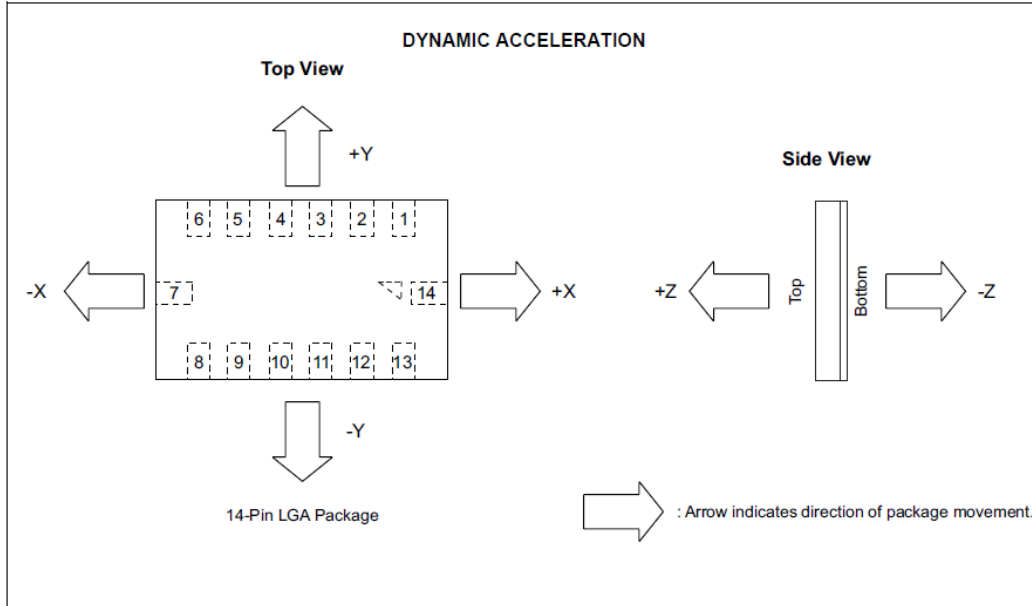 DYNAMIC ACCELERATION
Top View
+Y
Side View
6 5 4 3 2 1
-X 7 14 +X
+Z Top Bottom -Z
8 9 10 11 12 13
-Y
14-Pin LGA Package
: Arrow indicates direction of package movement.